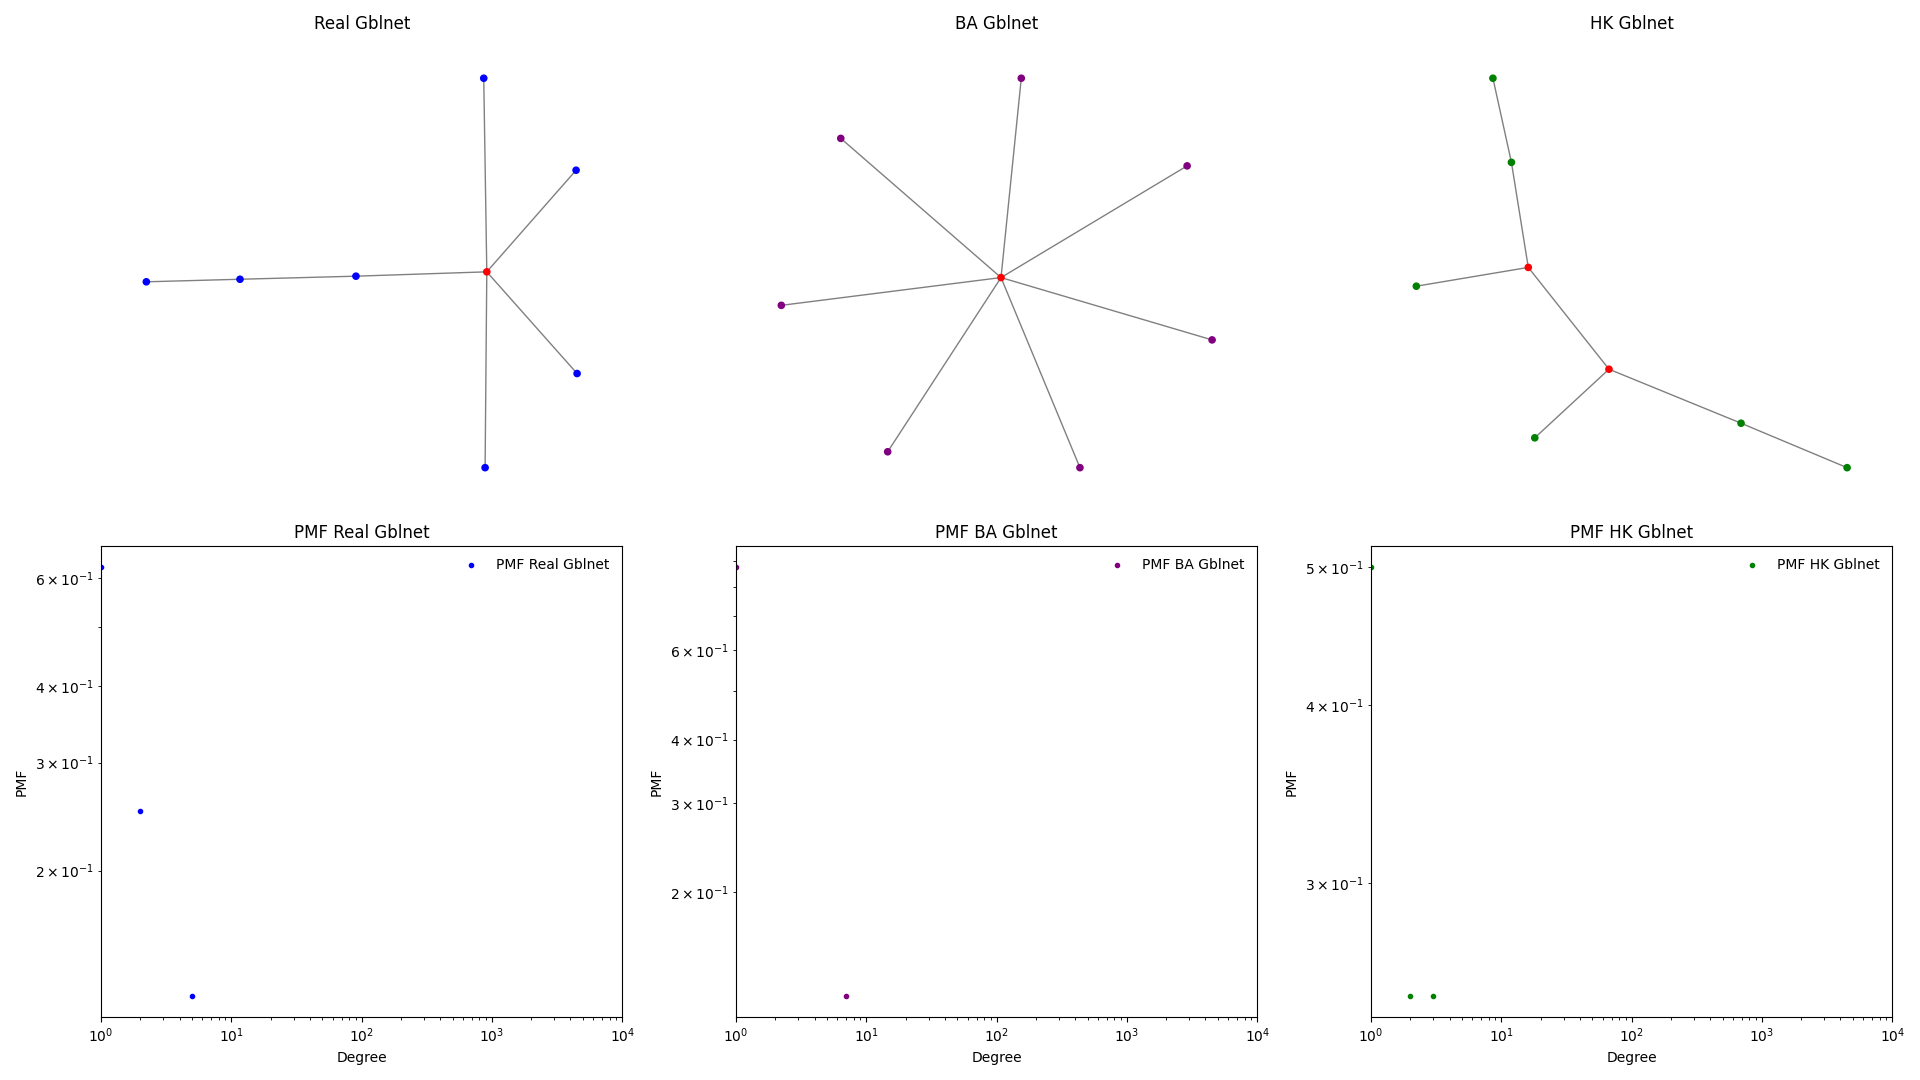 Real Gblnet
BA Gblnet
HK Gblnet
PMF Real Gblnet
PMF Real Gblnet
6 × 10⁻¹
4 × 10⁻¹
3 × 10⁻¹
2 × 10⁻¹
PMF
10⁰ 10¹ 10² 10³ 10⁴
Degree
PMF BA Gblnet
PMF BA Gblnet
6 × 10⁻¹
4 × 10⁻¹
3 × 10⁻¹
2 × 10⁻¹
PMF
10⁰ 10¹ 10² 10³ 10⁴
Degree
PMF HK Gblnet
PMF HK Gblnet
5 × 10⁻¹
4 × 10⁻¹
3 × 10⁻¹
PMF
10⁰ 10¹ 10² 10³ 10⁴
Degree